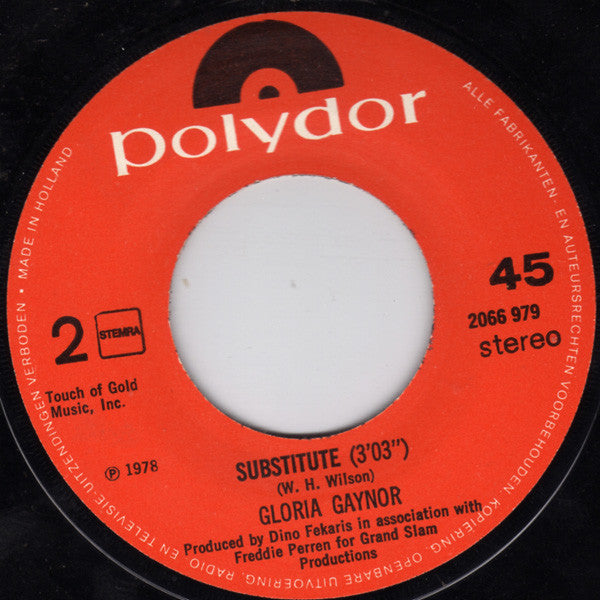 polydor
ALLE FABRIKANTEN- EN AUTEURSRECHTEN VOORBEHOUDEN. KOPIERING, OPENBARE UITVOERING, RADIO EN TELEVISIE-UITZENDINGEN VERBODEN • MADE IN HOLLAND
45
2066 979
stereo
2
STEMRA
Touch of Gold
Music, Inc.
℗ 1978
SUBSTITUTE (3'03")
(W. H. Wilson)
GLORIA GAYNOR
Produced by Dino Fekaris in association with
Freddie Perren for Grand Slam
Productions